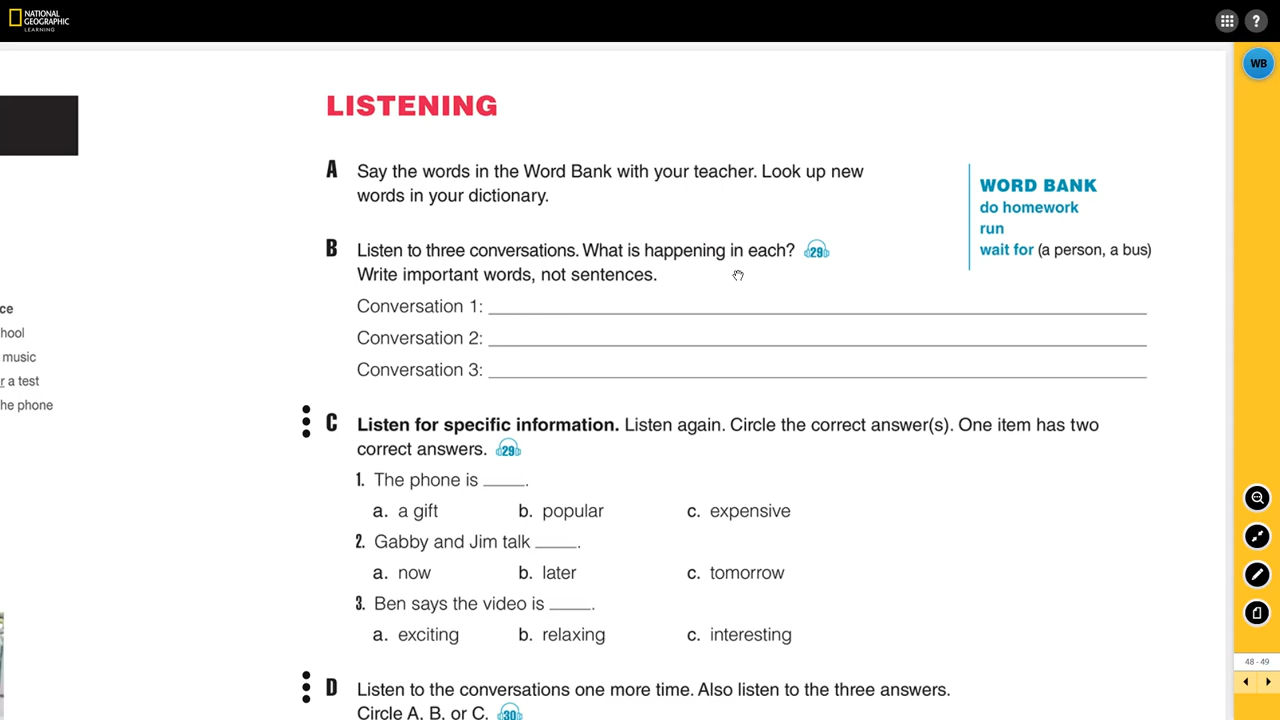 NATIONAL
GEOGRAPHIC
LEARNING
?
WB
LISTENING
A Say the words in the Word Bank with your teacher. Look up new
words in your dictionary.
WORD BANK
do homework
run
wait for (a person, a bus)
B Listen to three conversations. What is happening in each? 29
Write important words, not sentences.
Conversation 1:
Conversation 2:
Conversation 3:
ce
hool
music
r a test
he phone
C Listen for specific information. Listen again. Circle the correct answer(s). One item has two
correct answers. 29
1. The phone is _____.
a. a gift b. popular c. expensive
2. Gabby and Jim talk _____.
a. now b. later c. tomorrow
3. Ben says the video is _____.
a. exciting b. relaxing c. interesting
D Listen to the conversations one more time. Also listen to the three answers.
Circle A, B, or C. 30
48 - 49